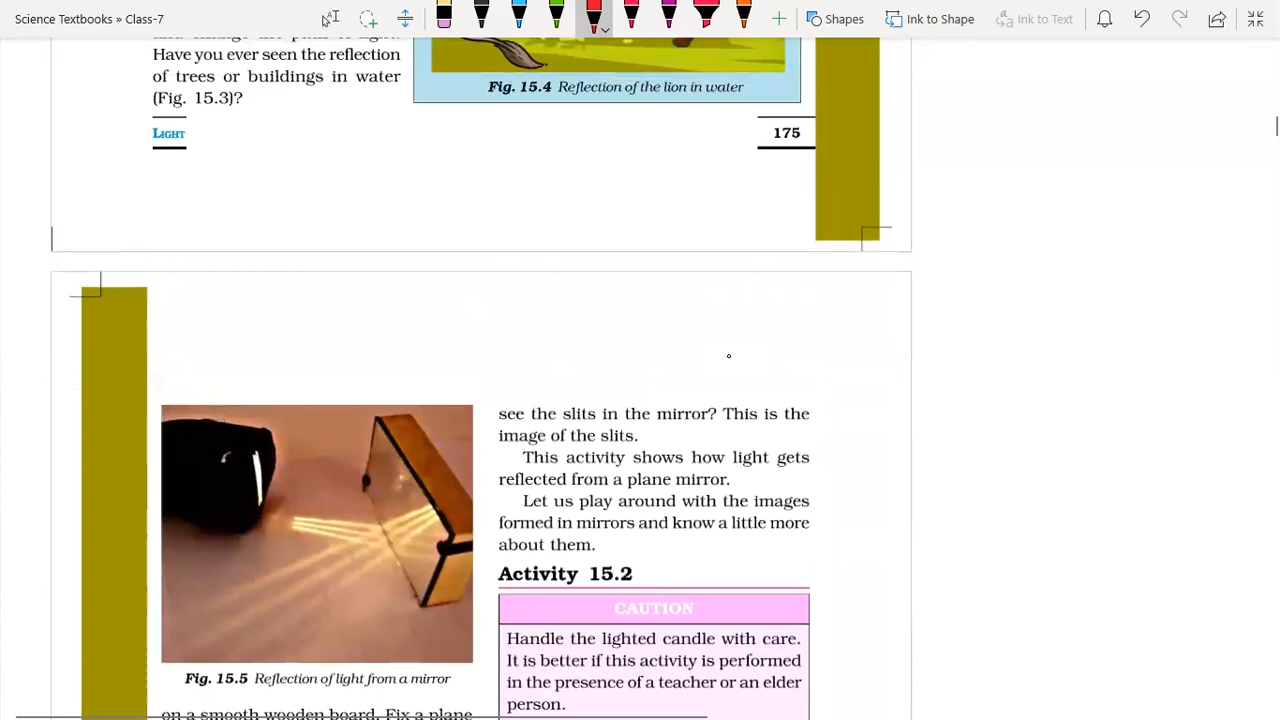 Science Textbooks » Class-7
Shapes
Ink to Shape
Ink to Text
Have you ever seen the reflection
of trees or buildings in water
(Fig. 15.3)?
Fig. 15.4 Reflection of the lion in water
LIGHT
175
see the slits in the mirror? This is the
image of the slits.
This activity shows how light gets
reflected from a plane mirror.
Let us play around with the images
formed in mirrors and know a little more
about them.
Activity 15.2
CAUTION
Handle the lighted candle with care.
It is better if this activity is performed
in the presence of a teacher or an elder
person.
Fig. 15.5 Reflection of light from a mirror
on a smooth wooden board. Fix a plane